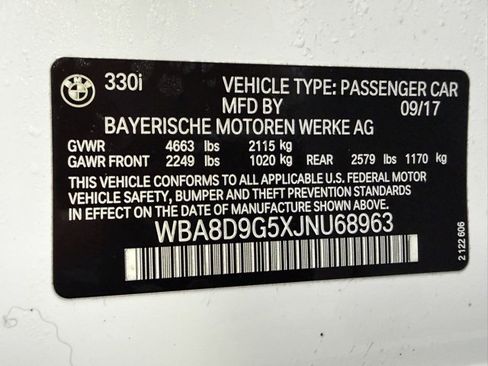 330i VEHICLE TYPE: PASSENGER CAR
MFD BY 09/17
BAYERISCHE MOTOREN WERKE AG
GVWR 4663 lbs 2115 kg
GAWR FRONT 2249 lbs 1020 kg REAR 2579 lbs 1170 kg
THIS VEHICLE CONFORMS TO ALL APPLICABLE U.S. FEDERAL MOTOR
VEHICLE SAFETY, BUMPER AND THEFT PREVENTION STANDARDS
IN EFFECT ON THE DATE OF MANUFACTURE SHOWN ABOVE.
WBA8D9G5XJNU68963
2 122 606